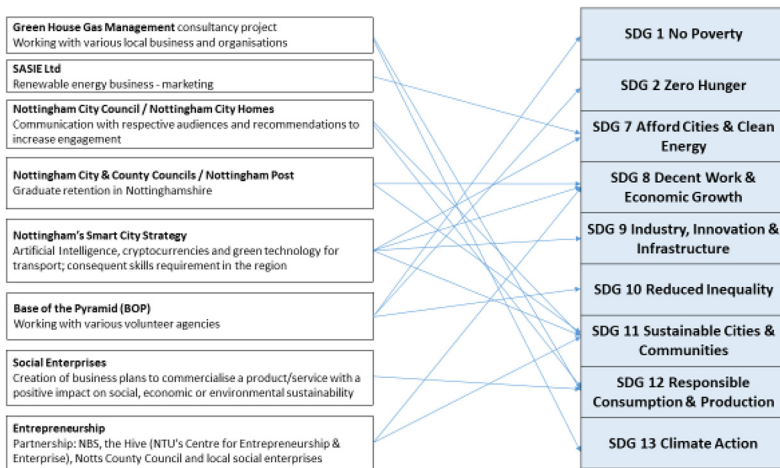 Green House Gas Management consultancy project
Working with various local business and organisations
SASIE Ltd
Renewable energy business - marketing
Nottingham City Council / Nottingham City Homes
Communication with respective audiences and recommendations to
increase engagement
Nottingham City & County Councils / Nottingham Post
Graduate retention in Nottinghamshire
Nottingham's Smart City Strategy
Artificial Intelligence, cryptocurrencies and green technology for
transport; consequent skills requirement in the region
Base of the Pyramid (BOP)
Working with various volunteer agencies
Social Enterprises
Creation of business plans to commercialise a product/service with a
positive impact on social, economic or environmental sustainability
Entrepreneurship
Partnership: NBS, the Hive (NTU's Centre for Entrepreneurship &
Enterprise), Notts County Council and local social enterprises
SDG 1 No Poverty
SDG 2 Zero Hunger
SDG 7 Afford Cities & Clean
Energy
SDG 8 Decent Work &
Economic Growth
SDG 9 Industry, Innovation &
Infrastructure
SDG 10 Reduced Inequality
SDG 11 Sustainable Cities &
Communities
SDG 12 Responsible
Consumption & Production
SDG 13 Climate Action